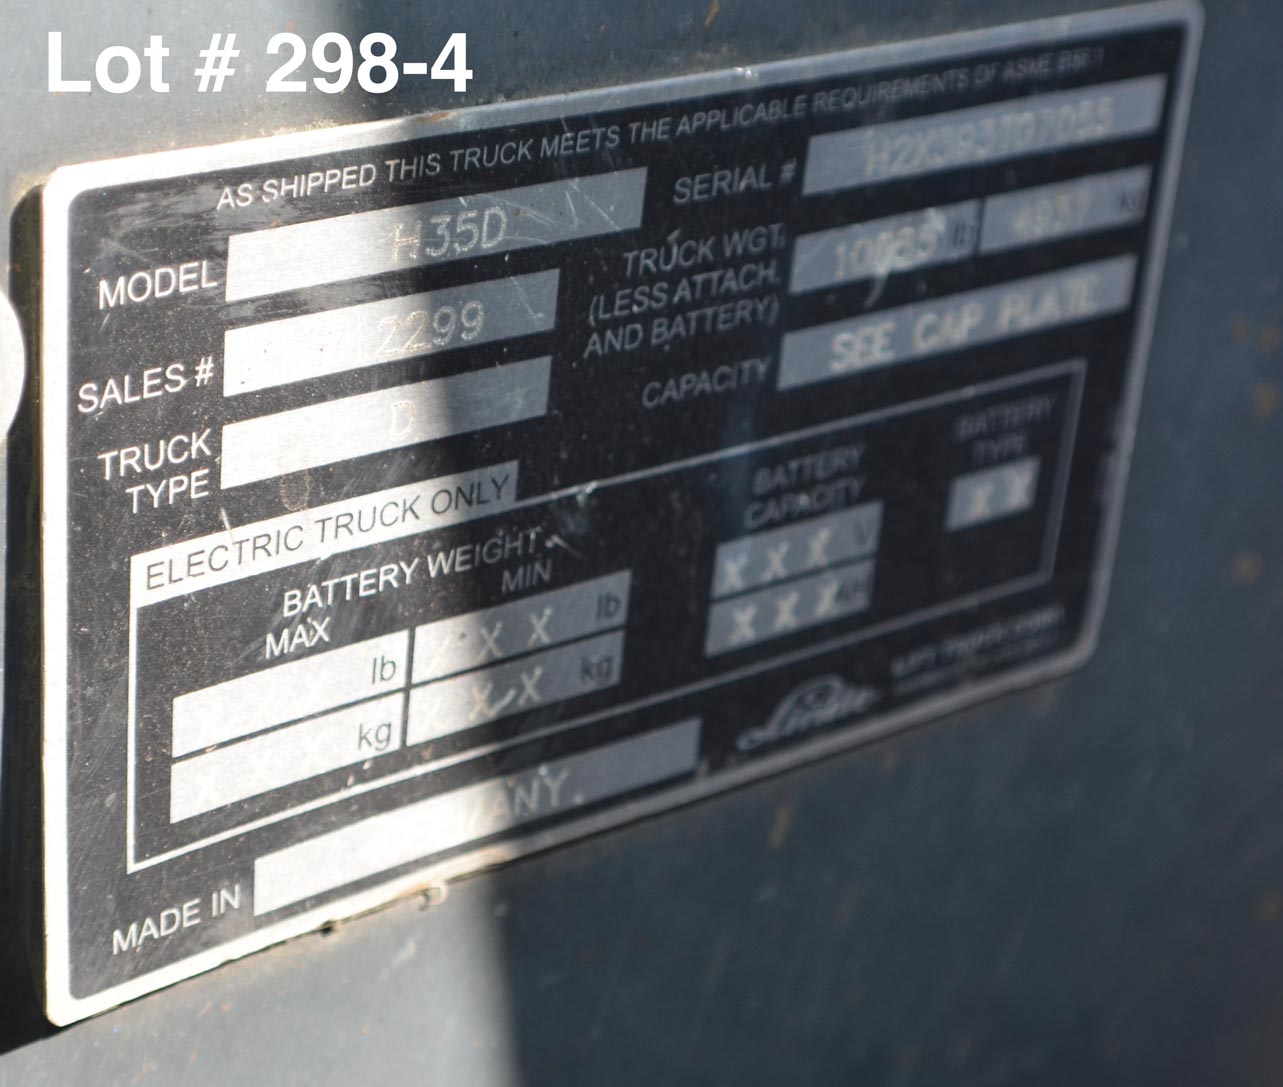 Lot # 298-4
AS SHIPPED THIS TRUCK MEETS THE APPLICABLE REQUIREMENTS OF ASME B56.1
MODEL H35D
SERIAL #
SALES # 2299
TRUCK WGT. lb kg
(LESS ATTACH.
AND BATTERY)
TRUCK TYPE D
CAPACITY SEE CAP PLATE
ELECTRIC TRUCK ONLY
BATTERY WEIGHT
MAX MIN
lb X X X lb
X X X kg X X X kg
BATTERY
CAPACITY
X X X V
X X X AH
BATTERY
TYPE
X X
MADE IN
Linde